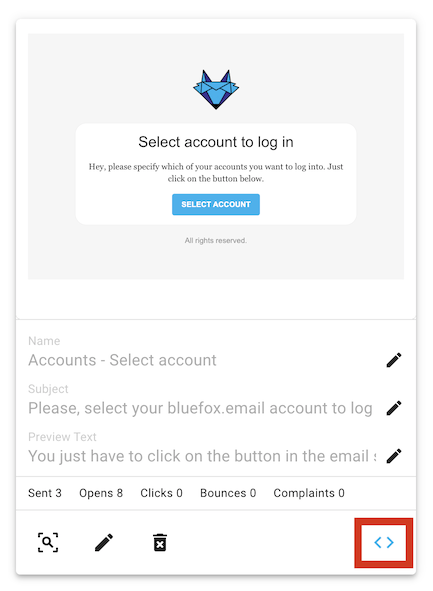 Select account to log in
Hey, please specify which of your accounts you want to log into. Just
click on the button below.
SELECT ACCOUNT
All rights reserved.
Name
Accounts - Select account
Subject
Please, select your bluefox.email account to log
Preview Text
You just have to click on the button in the email
Sent 3 Opens 8 Clicks 0 Bounces 0 Complaints 0